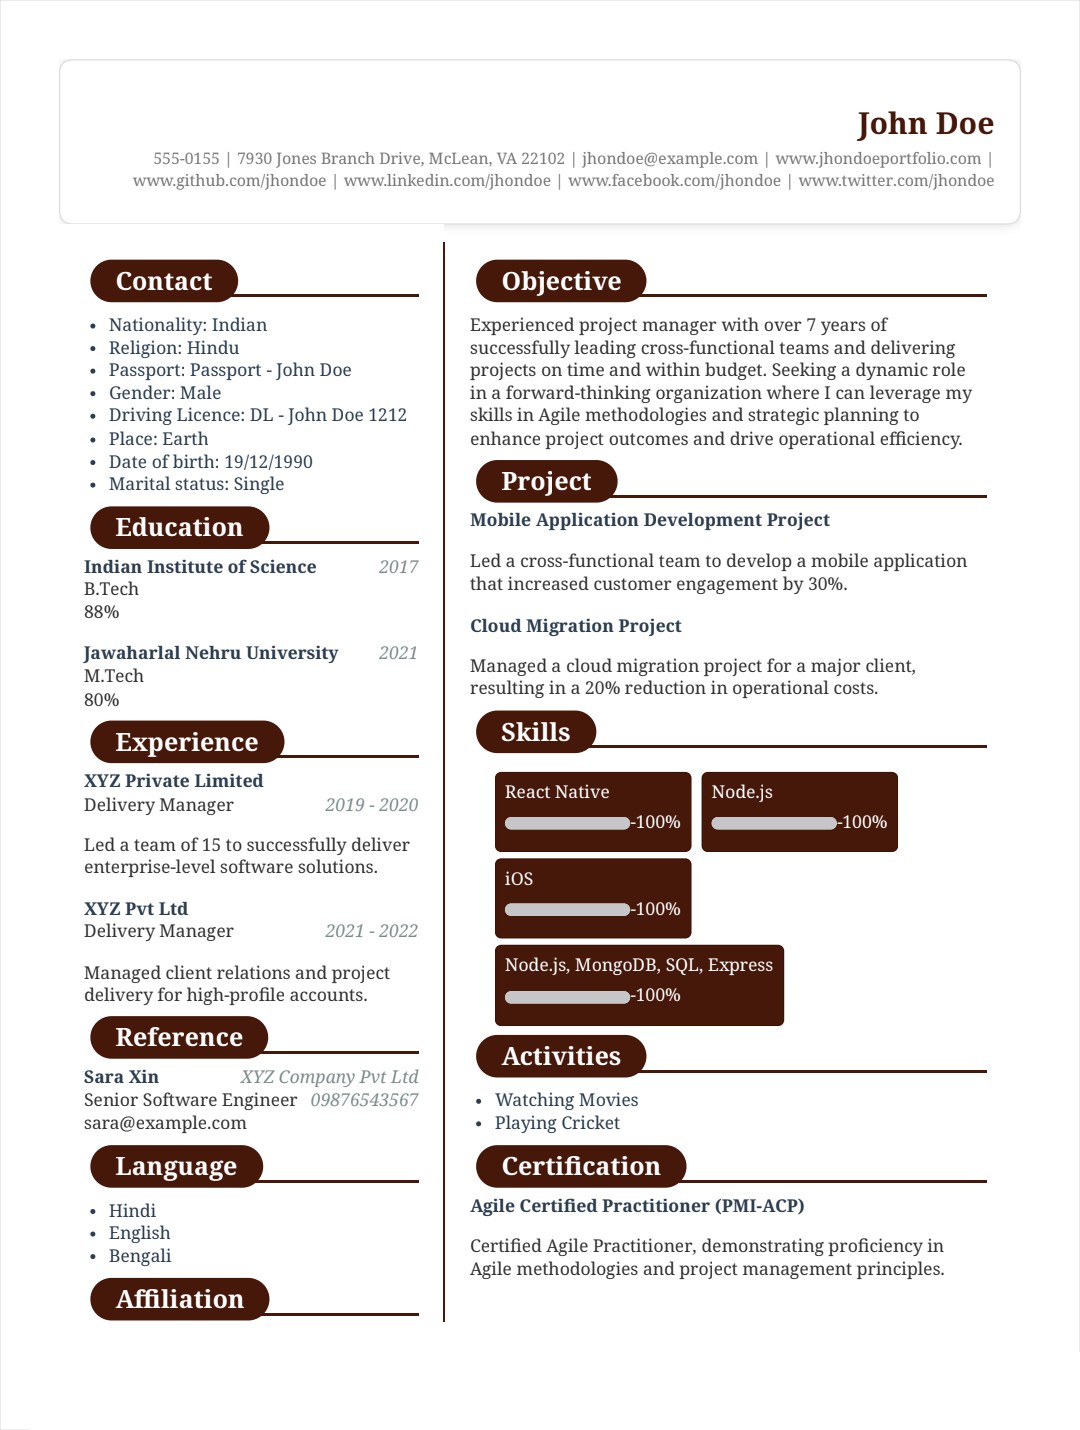 John Doe
555-0155 | 7930 Jones Branch Drive, McLean, VA 22102 | jhondoe@example.com | www.jhondoeportfolio.com |
www.github.com/jhondoe | www.linkedin.com/jhondoe | www.facebook.com/jhondoe | www.twitter.com/jhondoe
Contact
• Nationality: Indian
• Religion: Hindu
• Passport: Passport - John Doe
• Gender: Male
• Driving Licence: DL - John Doe 1212
• Place: Earth
• Date of birth: 19/12/1990
• Marital status: Single
Education
Indian Institute of Science 2017
B.Tech
88%
Jawaharlal Nehru University 2021
M.Tech
80%
Experience
XYZ Private Limited
Delivery Manager 2019 - 2020
Led a team of 15 to successfully deliver
enterprise-level software solutions.
XYZ Pvt Ltd
Delivery Manager 2021 - 2022
Managed client relations and project
delivery for high-profile accounts.
Reference
Sara Xin XYZ Company Pvt Ltd
Senior Software Engineer 09876543567
sara@example.com
Language
• Hindi
• English
• Bengali
Affiliation
Objective
Experienced project manager with over 7 years of
successfully leading cross-functional teams and delivering
projects on time and within budget. Seeking a dynamic role
in a forward-thinking organization where I can leverage my
skills in Agile methodologies and strategic planning to
enhance project outcomes and drive operational efficiency.
Project
Mobile Application Development Project
Led a cross-functional team to develop a mobile application
that increased customer engagement by 30%.
Cloud Migration Project
Managed a cloud migration project for a major client,
resulting in a 20% reduction in operational costs.
Skills
React Native
-100%
Node.js
-100%
iOS
-100%
Node.js, MongoDB, SQL, Express
-100%
Activities
• Watching Movies
• Playing Cricket
Certification
Agile Certified Practitioner (PMI-ACP)
Certified Agile Practitioner, demonstrating proficiency in
Agile methodologies and project management principles.